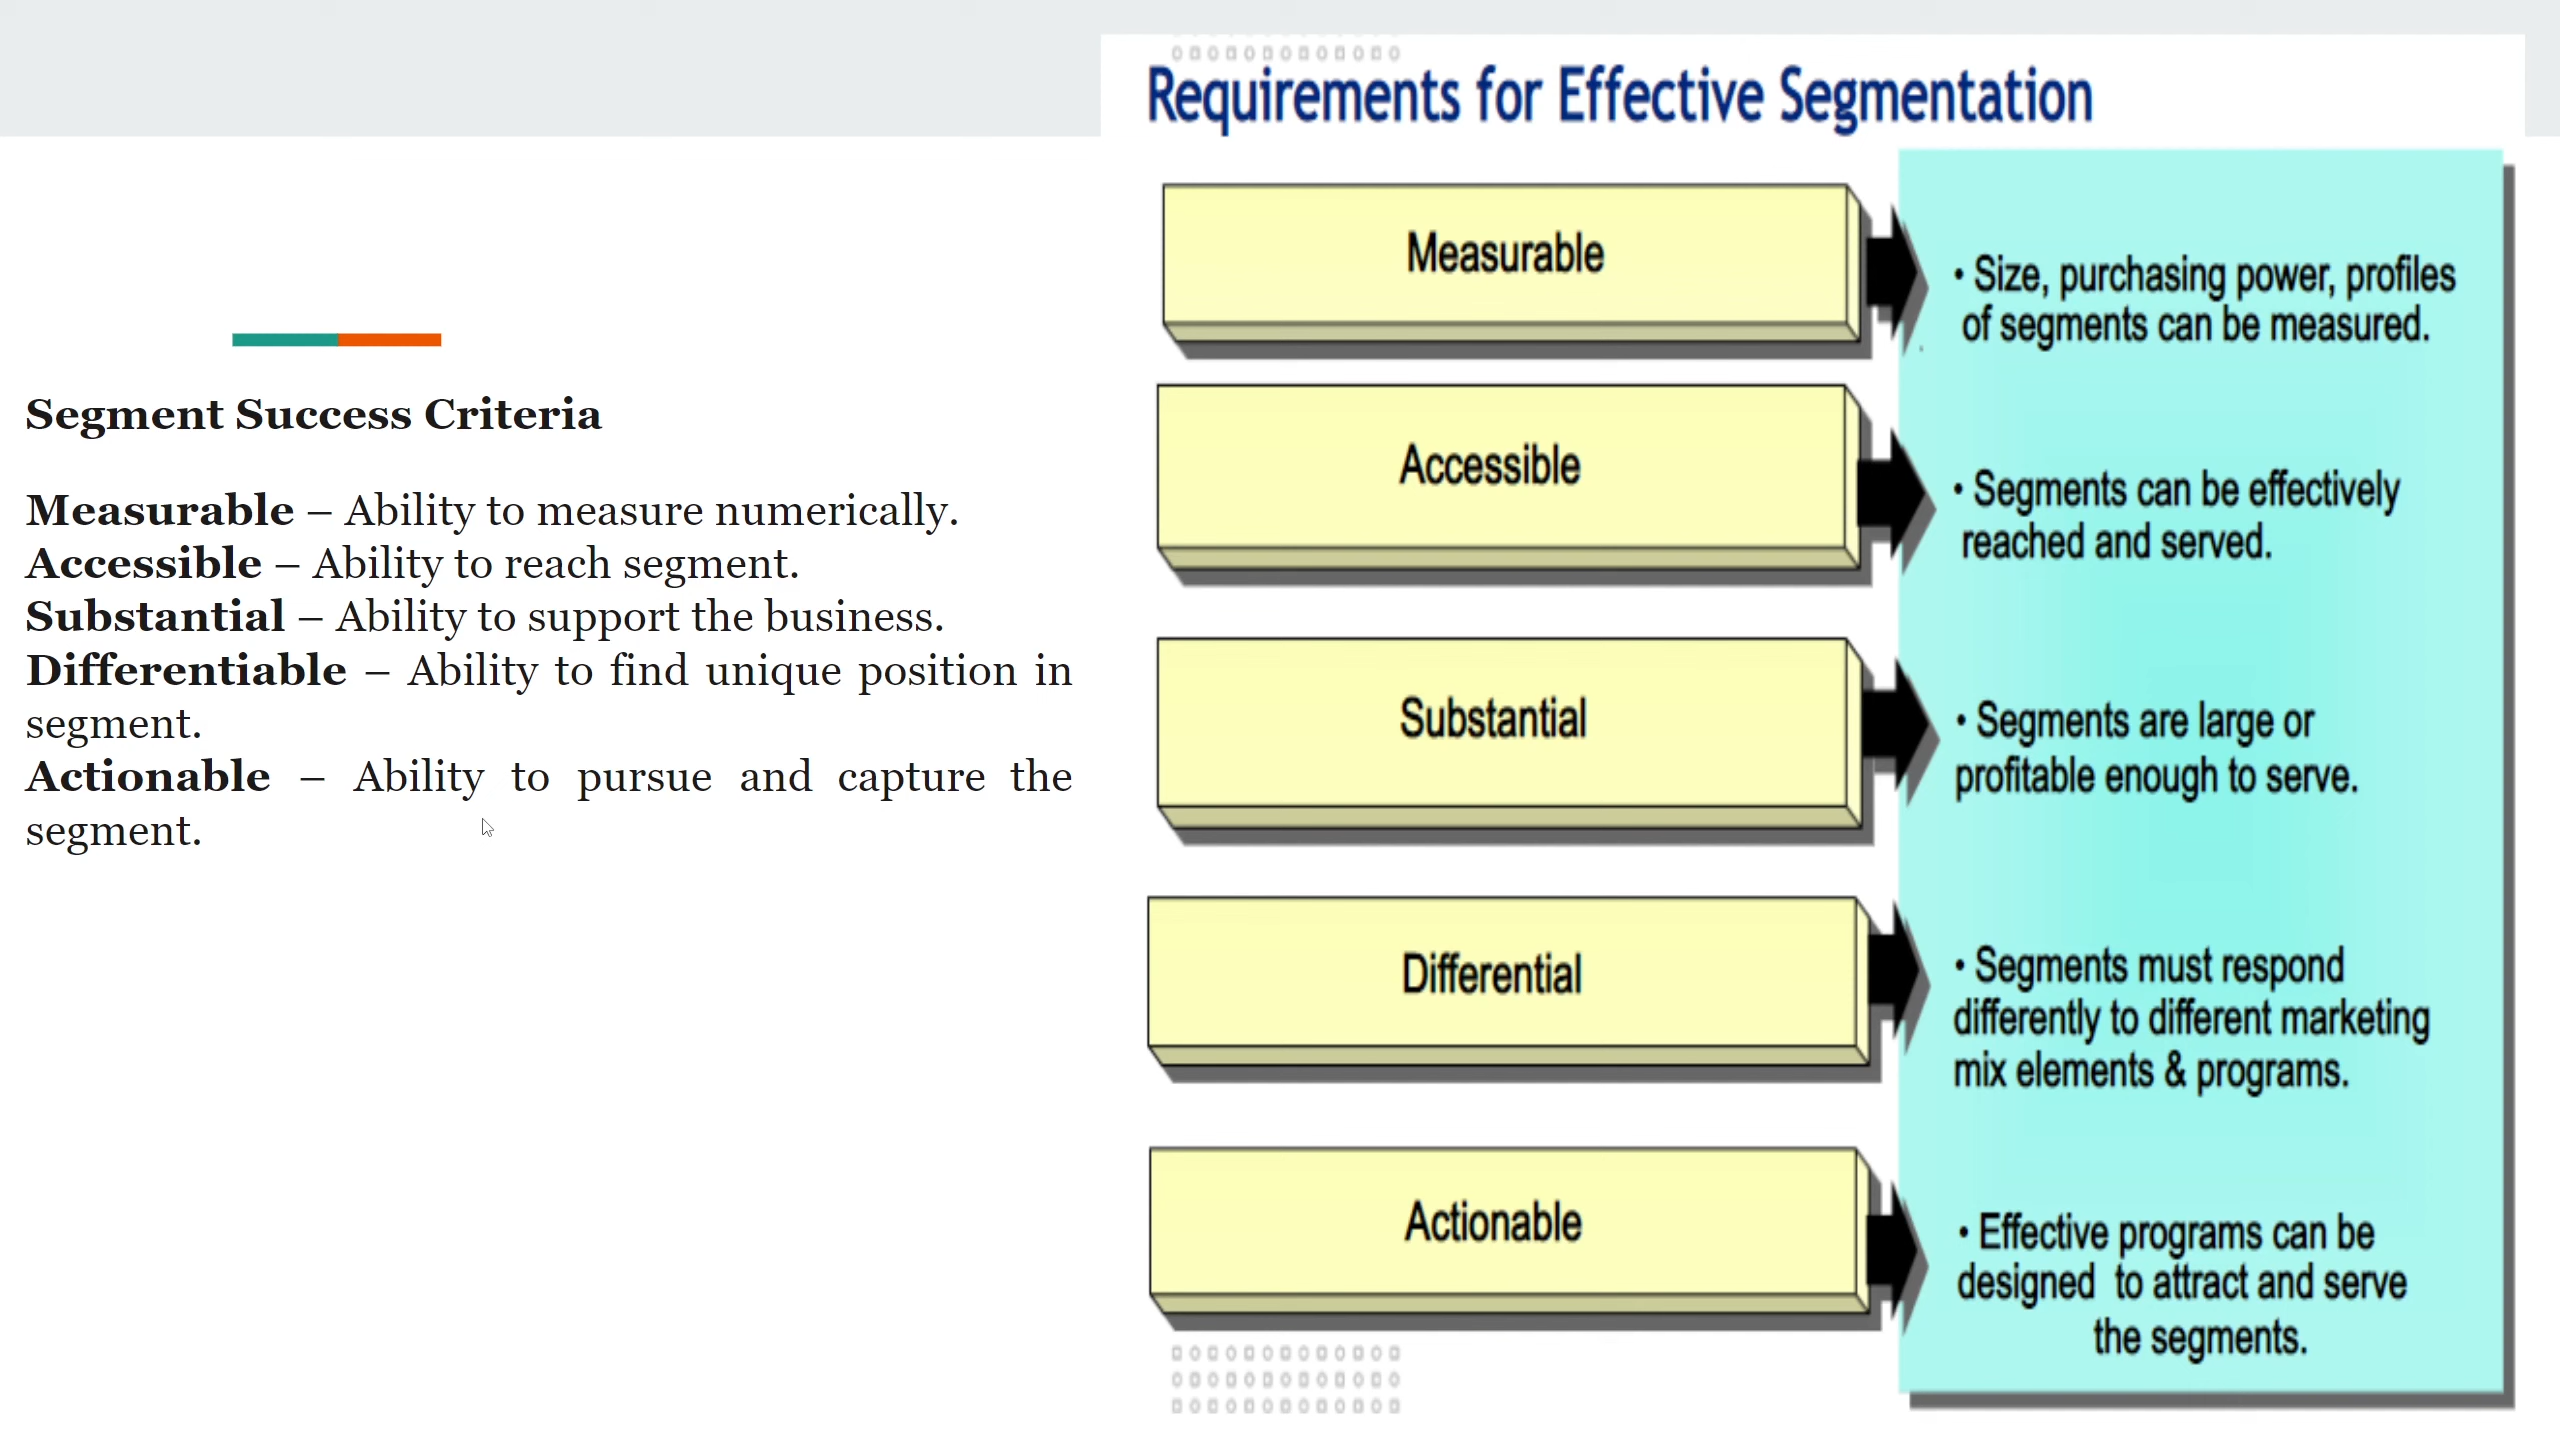 Segment Success Criteria
Measurable – Ability to measure numerically.
Accessible – Ability to reach segment.
Substantial – Ability to support the business.
Differentiable – Ability to find unique position in
segment.
Actionable – Ability to pursue and capture the
segment.
Requirements for Effective Segmentation
Measurable
• Size, purchasing power, profiles
of segments can be measured.
Accessible
• Segments can be effectively
reached and served.
Substantial
• Segments are large or
profitable enough to serve.
Differential
• Segments must respond
differently to different marketing
mix elements & programs.
Actionable
• Effective programs can be
designed to attract and serve
the segments.